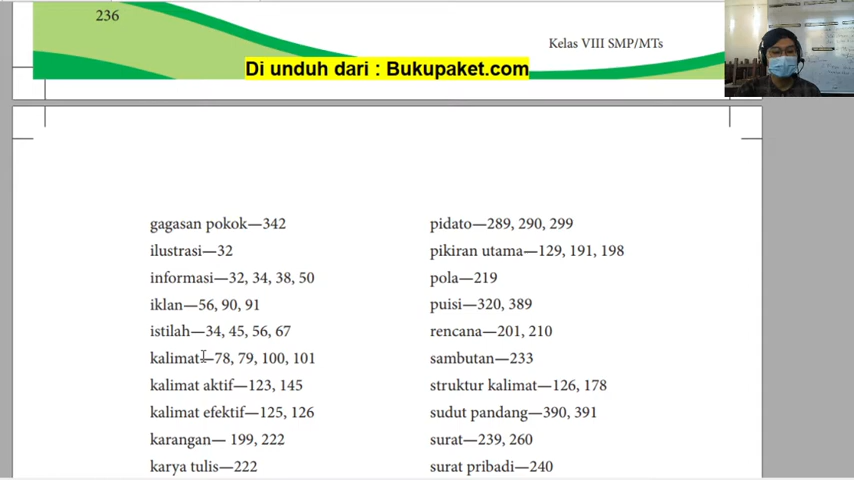 236
Kelas VIII SMP/MTs
Di unduh dari : Bukupaket.com
gagasan pokok—342
ilustrasi—32
informasi—32, 34, 38, 50
iklan—56, 90, 91
istilah—34, 45, 56, 67
kalimat—78, 79, 100, 101
kalimat aktif—123, 145
kalimat efektif—125, 126
karangan— 199, 222
karya tulis—222
pidato—289, 290, 299
pikiran utama—129, 191, 198
pola—219
puisi—320, 389
rencana—201, 210
sambutan—233
struktur kalimat—126, 178
sudut pandang—390, 391
surat—239, 260
surat pribadi—240